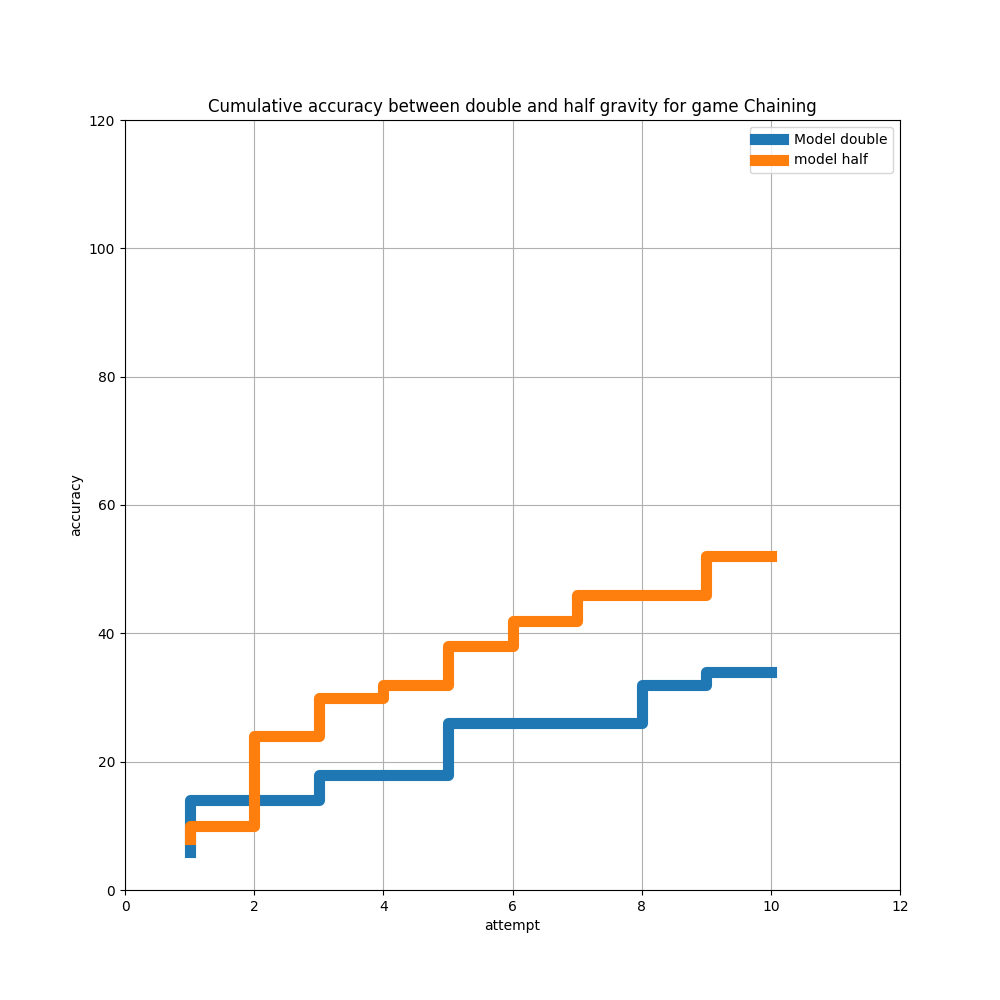 Cumulative accuracy between double and half gravity for game Chaining
Model double
model half
120
100
80
60
40
20
0
accuracy
0 2 4 6 8 10 12
attempt